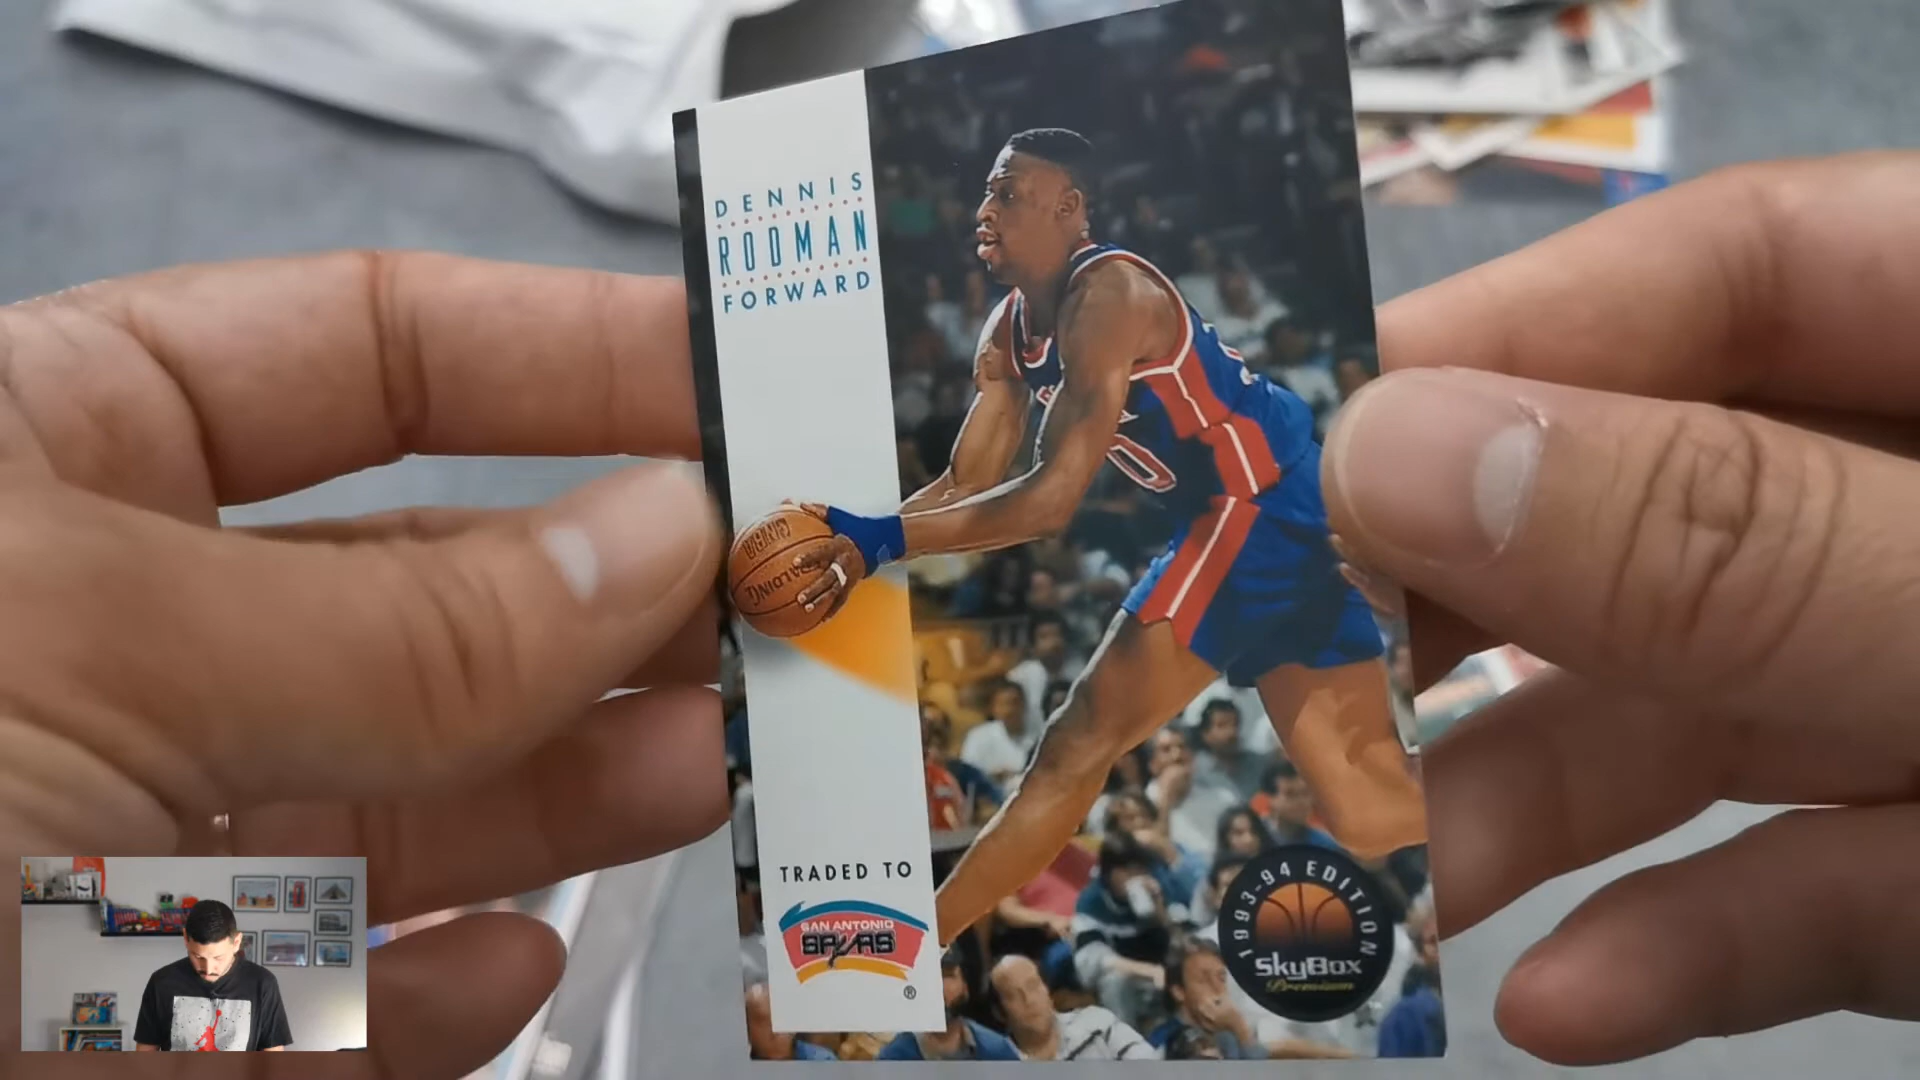 DENNIS
RODMAN
FORWARD
SPALDING
TRADED TO
SAN ANTONIO
SPURS
®
1993-94 EDITION
SkyBox
Premium